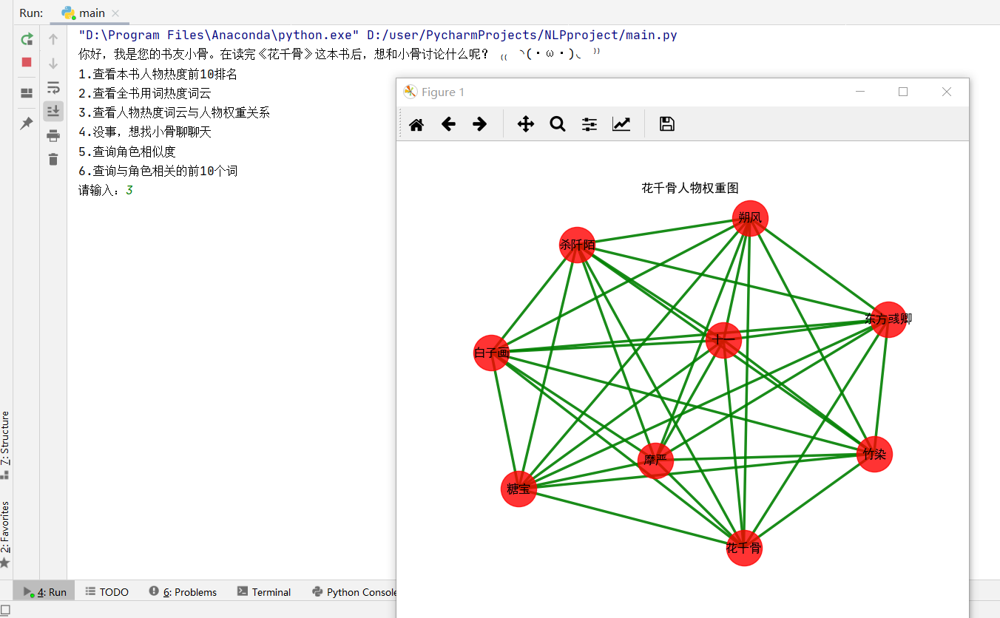 Run: main
"D:\Program Files\Anaconda\python.exe" D:/user/PycharmProjects/NLPproject/main.py
你好，我是您的书友小骨。在读完《花千骨》这本书后，想和小骨讨论什么呢？ ₍₍ ◝(・ω・)◟ ⁾⁾
1.查看本书人物热度前10排名
2.查看全书用词热度词云
3.查看人物热度词云与人物权重关系
4.没事，想找小骨聊聊天
5.查询角色相似度
6.查询与角色相关的前10个词
请输入：3
Figure 1
花千骨人物权重图
朔风
杀阡陌
东方彧卿
十一
白子画
竹染
摩严
糖宝
花千骨
7: Structure
2: Favorites
4: Run TODO 6: Problems Terminal Python Console